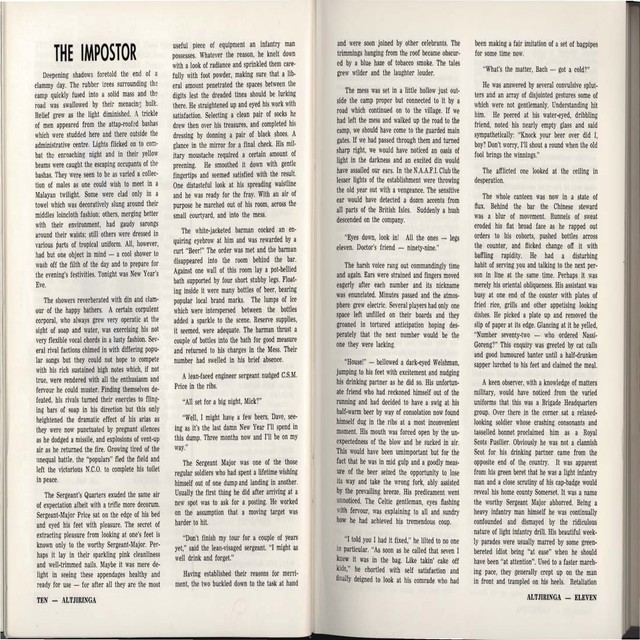 THE IMPOSTOR
Deepening shadows foretold the end of a
clammy day. The rubber trees surrounding the
camp quickly fused into a solid mass and the
road was swallowed by their menacing bulk.
Relief grew as the light diminished. A trickle
of men appeared from the attap-roofed bashas
which were studded here and there outside the
administrative centre. Lights flicked on to com-
bat the enroaching night and in their yellow
beams were caught the escaping occupants of the
bashas. They were seen to be as varied a collec-
tion of males as one could wish to meet in a
Malayan twilight. Some were clad only in a
towel which was decoratively slung around their
middles loincloth fashion; others, merging better
with their environment, had gaudy sarongs
around their waists; still others were dressed in
various parts of tropical uniform. All, however,
had but one object in mind — a cool shower to
wash off the filth of the day and to prepare for
the evening's festivities. Tonight was New Year's
Eve.
The showers reverberated with din and clam-
our of the happy bathers. A certain corpulent
corporal, who always grew very operatic at the
sight of soap and water, was exercising his not
very flexible vocal chords in a lusty fashion. Sev-
eral rival factions chimed in with differing popu-
lar songs but they could not hope to compete
with his rich sustained high notes which, if not
true, were rendered with all the enthusiasm and
fervour he could muster. Finding themselves de-
feated, his rivals turned their energies to fling-
ing bars of soap in his direction but this only
heightened the dramatic effect of his arias as
they were now punctuated by pregnant silences
as he dodged a missile, and explosions of vent-up
air as he returned the fire. Growing tired of the
unequal battle, the "populars" fled the field and
left the victorious N.C.O. to complete his toilet
in peace.
The Sergeant's Quarters exuded the same air
of expectation albeit with a trifle more decorum.
Sergeant-Major Price sat on the edge of his bed
and eyed his feet with pleasure. The secret of
extracting pleasure from looking at one's feet is
known only to the worthy Sergeant-Major. Per-
haps it lay in their sparkling pink cleanliness
and well-trimmed nails. Maybe it was mere de-
light in seeing these appendages healthy and
ready for use — for after all they are the most
TEN — ALTJIRINGA
useful piece of equipment an infantry man
possesses. Whatever the reason, he knelt down
with a look of radiance and sprinkled them care-
fully with foot powder, making sure that a lib-
eral amount penetrated the spaces between the
digits lest the dreaded tinea should be lurking
there. He straightened up and eyed his work with
satisfaction. Selecting a clean pair of socks he
drew then over his treasures, and completed his
dressing by donning a pair of black shoes. A
glance in the mirror for a final check. His mi-
litary moustache required a certain amount of
preening. He smoothed it down with gentle
fingertips and seemed satisfied with the result.
One distasteful look at his spreading waistline
and he was ready for the fray. With an air of
purpose he marched out of his room, across the
small courtyard, and into the mess.
The white-jacketed barman cocked an en-
quiring eyebrow at him and was rewarded by a
curt "Beer!" The order was met and the barman
disappeared into the room behind the bar.
Against one wall of this room lay a pot-bellied
bath supported by four short stubby legs. Float-
ing inside it were many bottles of beer, bearing
popular local brand marks. The lumps of ice
which were interspersed between the bottles
added a sparkle to the scene. Reserve supplies,
it seemed, were adequate. The barman thrust a
couple of bottles into the bath for good measure
and returned to his charges in the Mess. Their
number had swelled in his brief absence.
A lean-faced engineer sergeant nudged C.S.M.
Price in the ribs.
"All set for a big night, Mick?"
"Well, I might have a few beers, Dave, see-
ing as it's the last damn New Year I'll spend in
this dump. Three months now and I'll be on my
way."
The Sergeant Major was one of those
regular soldiers who had spent a lifetime wishing
himself out of one dump and landing in another.
Usually the first thing he did after arriving at a
new spot was to ask for a posting. He worked
on the assumption that a moving target was
harder to hit.
"Don't finish my tour for a couple of years
yet," said the lean-visaged sergeant. "I might as
well drink and forget."
Having established their reasons for merri-
ment, the two buckled down to the task at hand
and were soon joined by other celebrants. The
trimmings hanging from the roof became obscur-
ed by a blue haze of tobacco smoke. The tales
grew wilder and the laughter louder.
The mess was set in a little hollow just out-
side the camp proper but connected to it by a
road which continued on to the village. If we
had left the mess and walked up the road to the
camp, we should have come to the guarded main
gates. If we had passed through them and turned
sharp right, we would have noticed an oasis of
light in the darkness and an excited din would
have assailed our ears. In the N.A.A.F.I. Club the
lesser lights of the establishment were throwing
the old year out with a vengeance. The sensitive
ear would have detected a dozen accents from
all parts of the British Isles. Suddenly a hush
descended on the company.
"Eyes down, look in! All the ones — legs
eleven. Doctor's friend — ninety-nine."
The harsh voice rang out commandingly time
and again. Ears were strained and fingers moved
eagerly after each number and its nickname
was enunciated. Minutes passed and the atmos-
phere grew electric. Several players had only one
space left unfilled on their boards and they
groaned in tortured anticipation hoping des-
perately that the next number would be the
one they were lacking.
"House!" — bellowed a dark-eyed Welshman,
jumping to his feet with excitement and nudging
his drinking partner as he did so. His unfortun-
ate friend who had reckoned himself out of the
running and had decided to have a swig at his
half-warm beer by way of consolation now found
himself dug in the ribs at a most inconvenient
moment. His mouth was forced open by the un-
expectedness of the blow and he sucked in air.
This would have been unimportant but for the
fact that he was in mid gulp and a goodly meas-
ure of the beer seized the opportunity to lose
its way and take the wrong fork, ably assisted
by the prevailing breeze. His predicament went
unnoticed. The Celtic gentleman, eyes flashing
with fervour, was explaining to all and sundry
how he had achieved his tremendous coup.
"I told you I had it fixed," he lilted to no one
in particular. "As soon as he called that seven I
knew it was in the bag. Like takin' cake off
kids," he chortled with self satisfaction and
finally deigned to look at his comrade who had
been making a fair imitation of a set of bagpipes
for some time now.
"What's the matter, Bach — got a cold?"
He was answered by several convulsive splut-
ters and an array of disjointed gestures some of
which were not gentlemanly. Understanding hit
him. He peered at his water-eyed, dribbling
friend, noted his nearly empty glass and said
sympathetically: "Knock your beer over did I,
boy? Don't worry, I'll shout a round when the old
fool brings the winnings."
The afflicted one looked at the ceiling in
desperation.
The whole canteen was now in a state of
flux. Behind the bar the Chinese steward
was a blur of movement. Runnels of sweat
eroded his flat broad face as he rapped out
orders to his cohorts, pushed bottles across
the counter, and flicked change off it with
baffling rapidity. He had a disturbing
habit of serving you and talking to the next per-
son in line at the same time. Perhaps it was
merely his oriental obliqueness. His assistant was
busy at one end of the counter with plates of
fried rice, grills and other appetising looking
dishes. He picked a plate up and removed the
slip of paper at its edge. Glancing at it he yelled,
"Number seventy-two — who ordered Nassi-
Goreng?" This enquiry was greeted by cat calls
and good humoured banter until a half-drunken
sapper lurched to his feet and claimed the meal.
A keen observer, with a knowledge of matters
military, would have noticed from the varied
uniforms that this was a Brigade Headquarters
group. Over there in the corner sat a relaxed-
looking soldier whose crashing consonants and
tasselled bonnet proclaimed him as a Royal
Scots Fusilier. Obviously he was not a clannish
Scot for his drinking partner came from the
opposite end of the country. It was apparent
from his green beret that he was a light infantry
man and a close scrutiny of his cap-badge would
reveal his home county Somerset. It was a name
the worthy Sergeant Major abhorred. Being a
heavy infantry man himself he was continually
confounded and dismayed by the ridiculous
nature of light infantry drill. His beautiful week-
ly parades were usually marred by some green-
bereted idiot being "at ease" when he should
have been "at attention". Used to a faster march-
ing pace, they generally crept up on the man
in front and trampled on his heels. Retaliation
ALTJIRINGA — ELEVEN